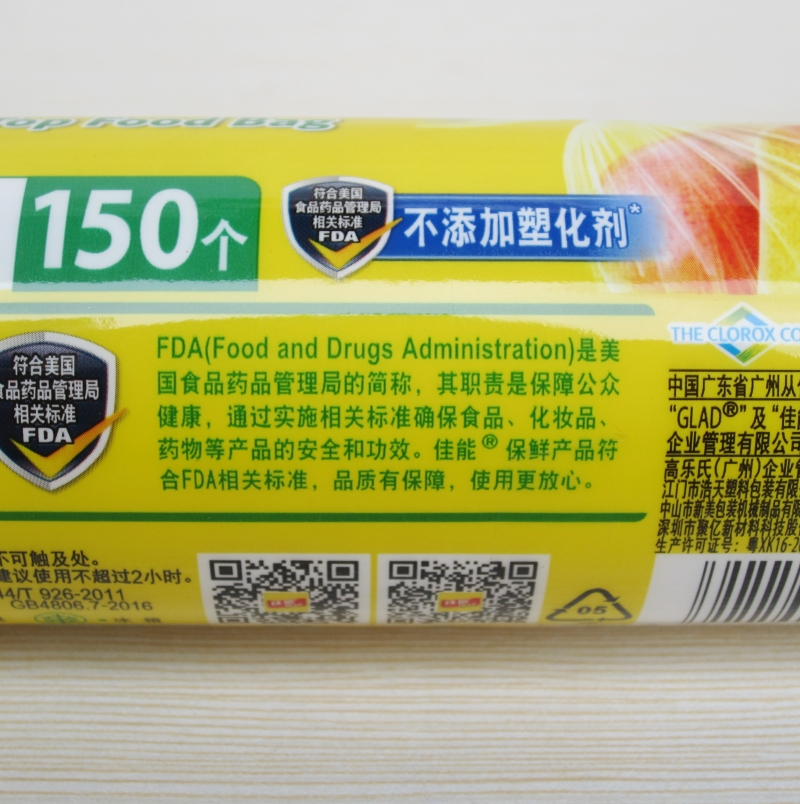 top Food Bag
150个
符合美国
食品药品管理局
相关标准
FDA
不添加塑化剂*
THE CLOROX CO
符合美国
食品药品管理局
相关标准
FDA
FDA(Food and Drugs Administration)是美
国食品药品管理局的简称，其职责是保障公众
健康，通过实施相关标准确保食品、化妆品、
药物等产品的安全和功效。佳能® 保鲜产品符
合FDA相关标准，品质有保障，使用更放心。
中国广东省广州从
“GLAD®”及“佳
企业管理有限公司
高乐氏(广州)企业管
江门市浩天塑料包装有限
中山市新美包装机械制品有
深圳市聚亿新材料科技股
生产许可证号：粤XK16-2
不可触及处。
建议使用不超过2小时。
44/T 926-2011
GB4806.7-2016
05